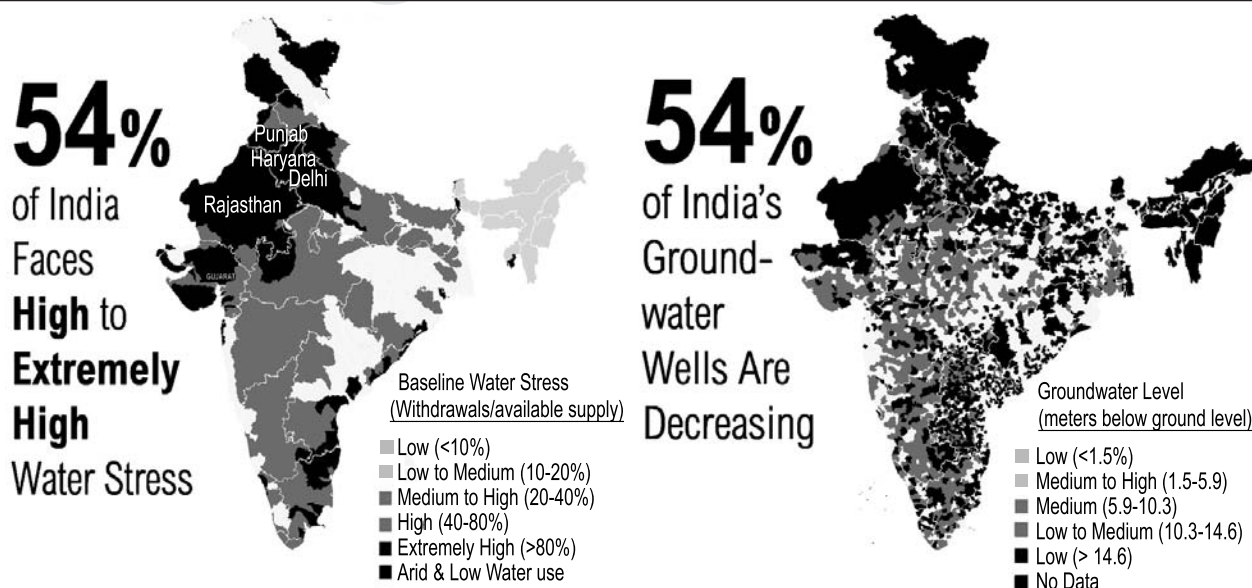 54%
of India
Faces
High to
Extremely
High
Water Stress
Punjab
Haryana
Delhi
Rajasthan
GUJARAT
Baseline Water Stress
(Withdrawals/available supply)
Low (<10%)
Low to Medium (10-20%)
Medium to High (20-40%)
High (40-80%)
Extremely High (>80%)
Arid & Low Water use
54%
of India's
Ground-
water
Wells Are
Decreasing
Groundwater Level
(meters below ground level)
Low (<1.5%)
Medium to High (1.5-5.9)
Medium (5.9-10.3)
Low to Medium (10.3-14.6)
Low (> 14.6)
No Data